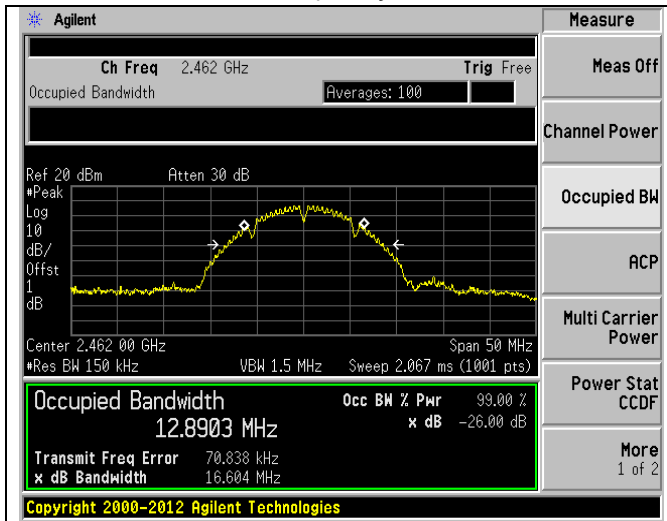 Agilent
Measure
Ch Freq 2.462 GHz Trig Free
Occupied Bandwidth Averages: 100
Meas Off
Channel Power
Occupied BW
ACP
Multi Carrier
Power
Power Stat
CCDF
More
1 of 2
Ref 20 dBm Atten 30 dB
#Peak
Log
10
dB/
Offst
1
dB
Center 2.462 00 GHz Span 50 MHz
#Res BW 150 kHz VBW 1.5 MHz Sweep 2.067 ms (1001 pts)
Occupied Bandwidth Occ BW % Pwr 99.00 %
12.8903 MHz x dB -26.00 dB
Transmit Freq Error 70.838 kHz
x dB Bandwidth 16.604 MHz
Copyright 2000-2012 Agilent Technologies